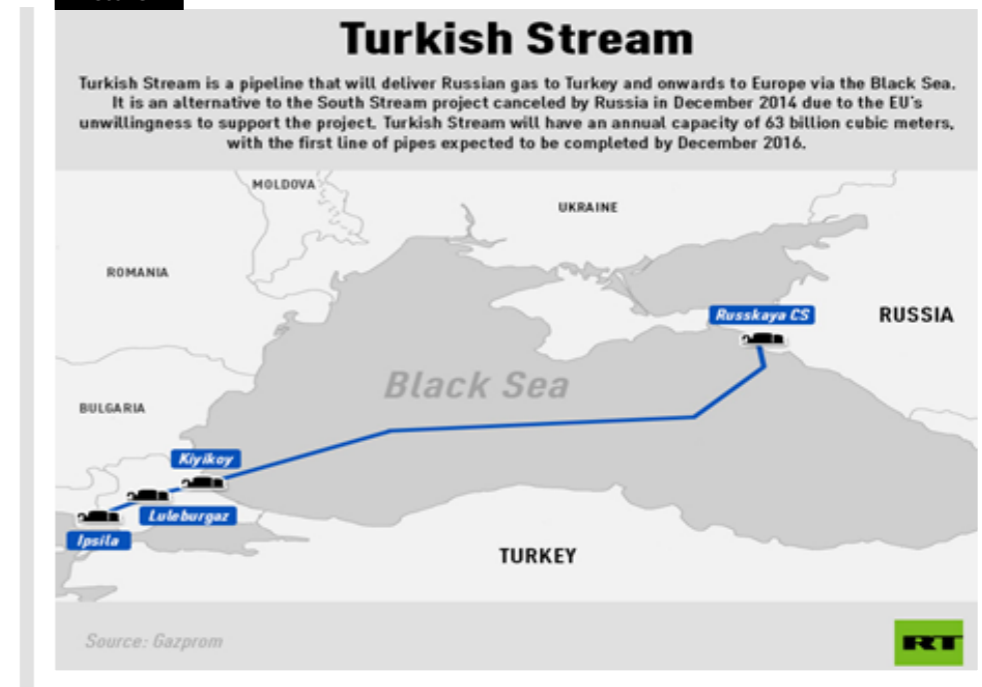 Turkish Stream
Turkish Stream is a pipeline that will deliver Russian gas to Turkey and onwards to Europe via the Black Sea.
It is an alternative to the South Stream project canceled by Russia in December 2014 due to the EU's
unwillingness to support the project. Turkish Stream will have an annual capacity of 63 billion cubic meters,
with the first line of pipes expected to be completed by December 2016.
MOLDOVA
UKRAINE
ROMANIA
RUSSIA
Russkaya CS
Black Sea
BULGARIA
Kiyikoy
Luleburgaz
Ipsila
TURKEY
Source: Gazprom
RT